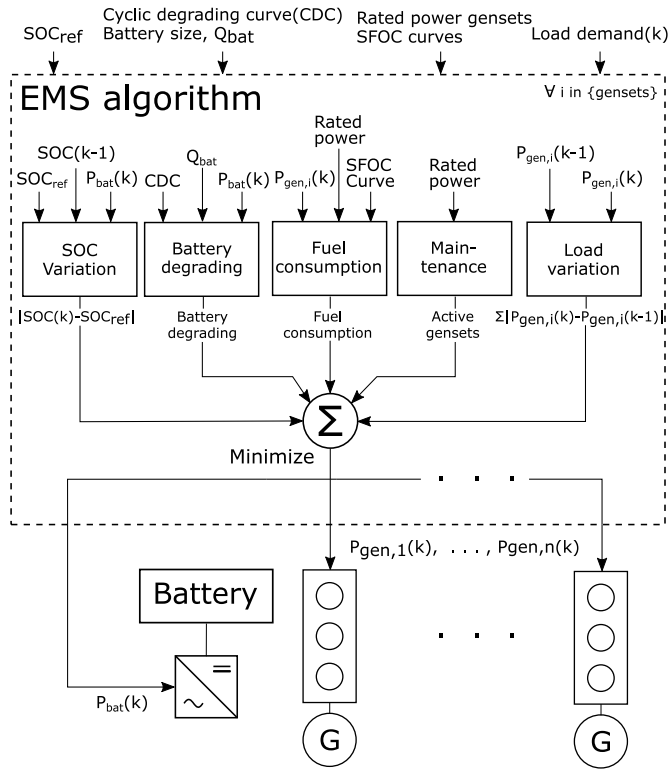 SOCref
Cyclic degrading curve(CDC)
Battery size, Qbat
Rated power gensets
SFOC curves
Load demand(k)
EMS algorithm
∀ i in {gensets}
SOCref
SOC(k-1)
Pbat(k)
CDC
Qbat
Pbat(k)
Pgen,i(k)
Rated
power
SFOC
Curve
Rated
power
Pgen,i(k-1)
Pgen,i(k)
SOC
Variation
Battery
degrading
Fuel
consumption
Main-
tenance
Load
variation
|SOC(k)-SOCref|
Battery
degrading
Fuel
consumption
Active
gensets
Σ|Pgen,i(k)-Pgen,i(k-1)|
Σ
Minimize
. . .
Pgen,1(k), . . . . , Pgen,n(k)
Battery
. . .
=
~
Pbat(k)
G
G